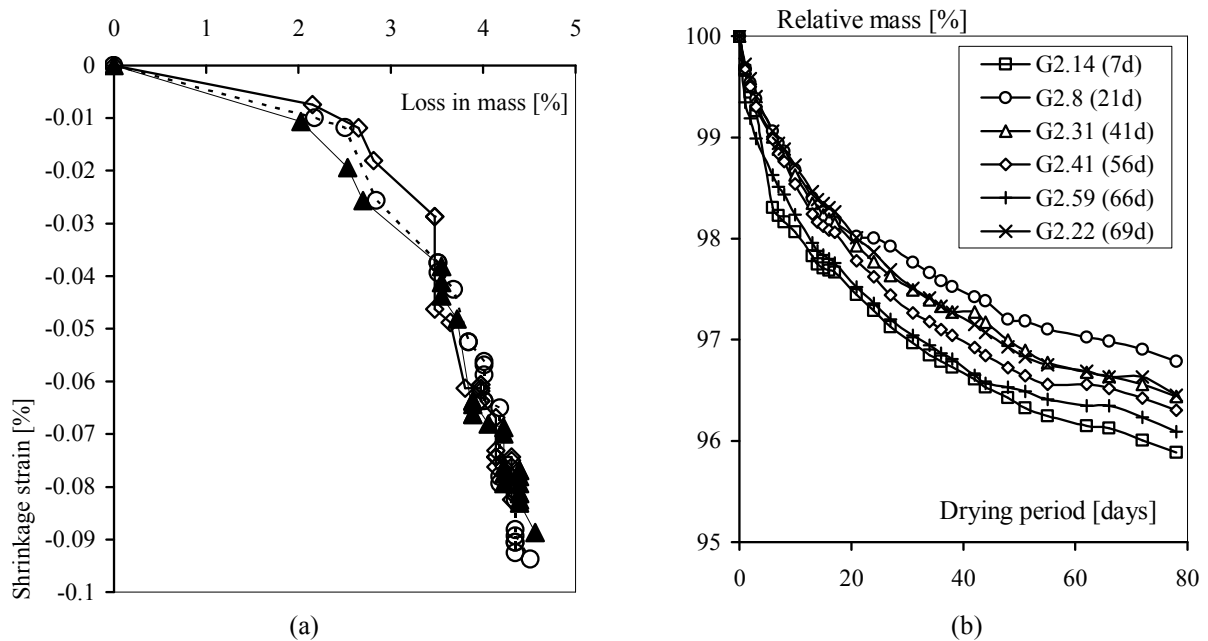 0 1 2 3 4 5
0
-0.01
-0.02
-0.03
-0.04
-0.05
-0.06
-0.07
-0.08
-0.09
-0.1
Loss in mass [%]
Shrinkage strain [%]
(a)
Relative mass [%]
100
99
98
97
96
95
G2.14 (7d)
G2.8 (21d)
G2.31 (41d)
G2.41 (56d)
G2.59 (66d)
G2.22 (69d)
Drying period [days]
0 20 40 60 80
(b)